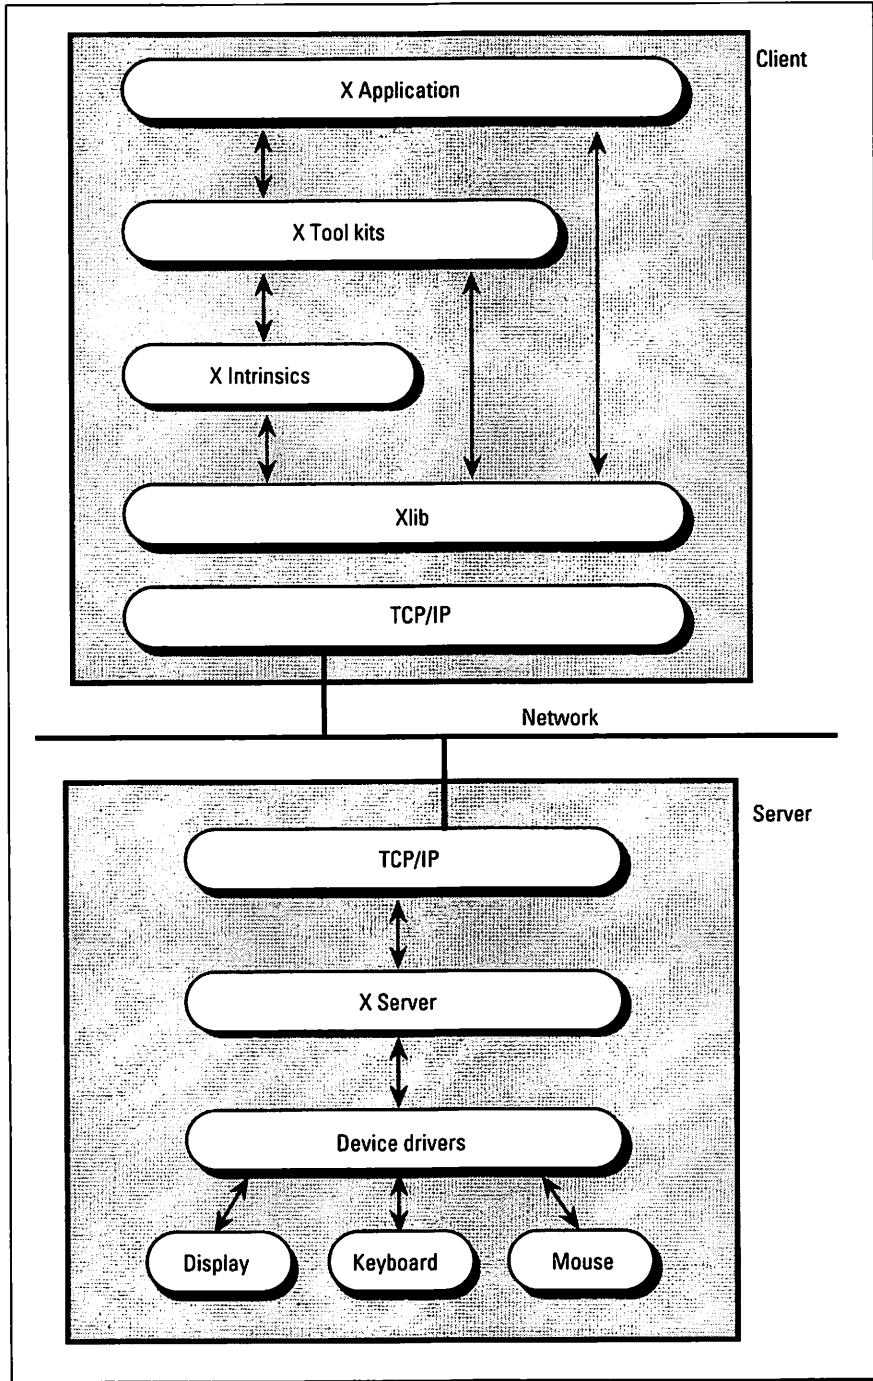 Client
X Application
X Tool kits
X Intrinsics
Xlib
TCP/IP
Network
Server
TCP/IP
X Server
Device drivers
Display
Keyboard
Mouse